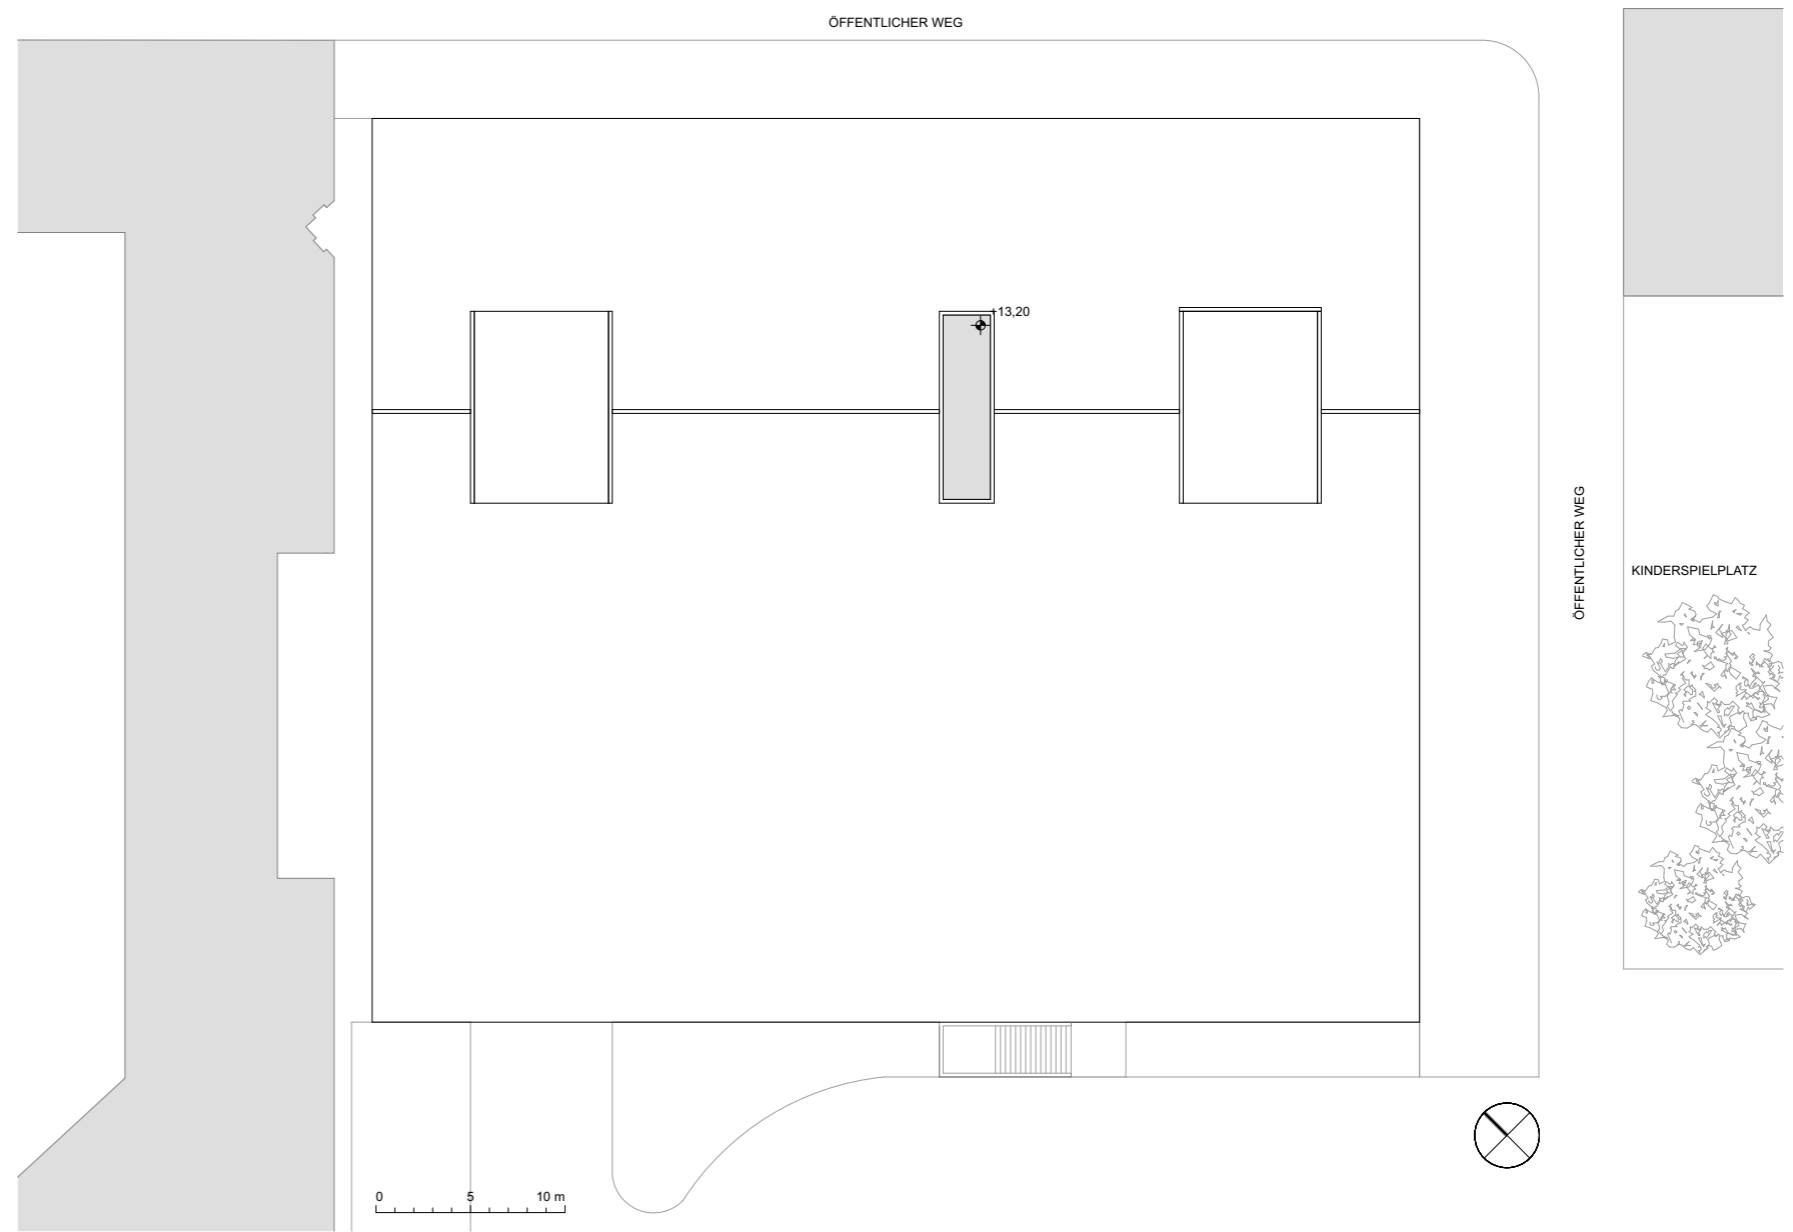 ÖFFENTLICHER WEG
+13,20
ÖFFENTLICHER WEG
KINDERSPIELPLATZ
0 5 10 m